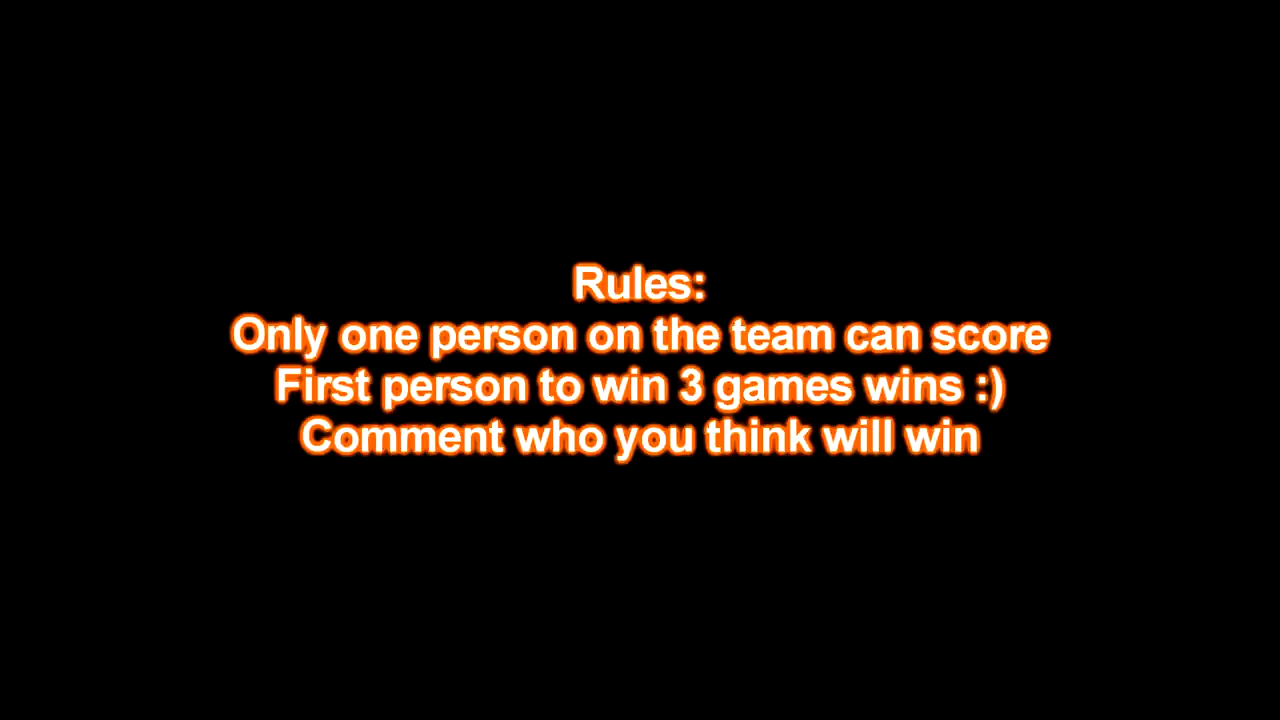 Rules:
Only one person on the team can score
First person to win 3 games wins :)
Comment who you think will win